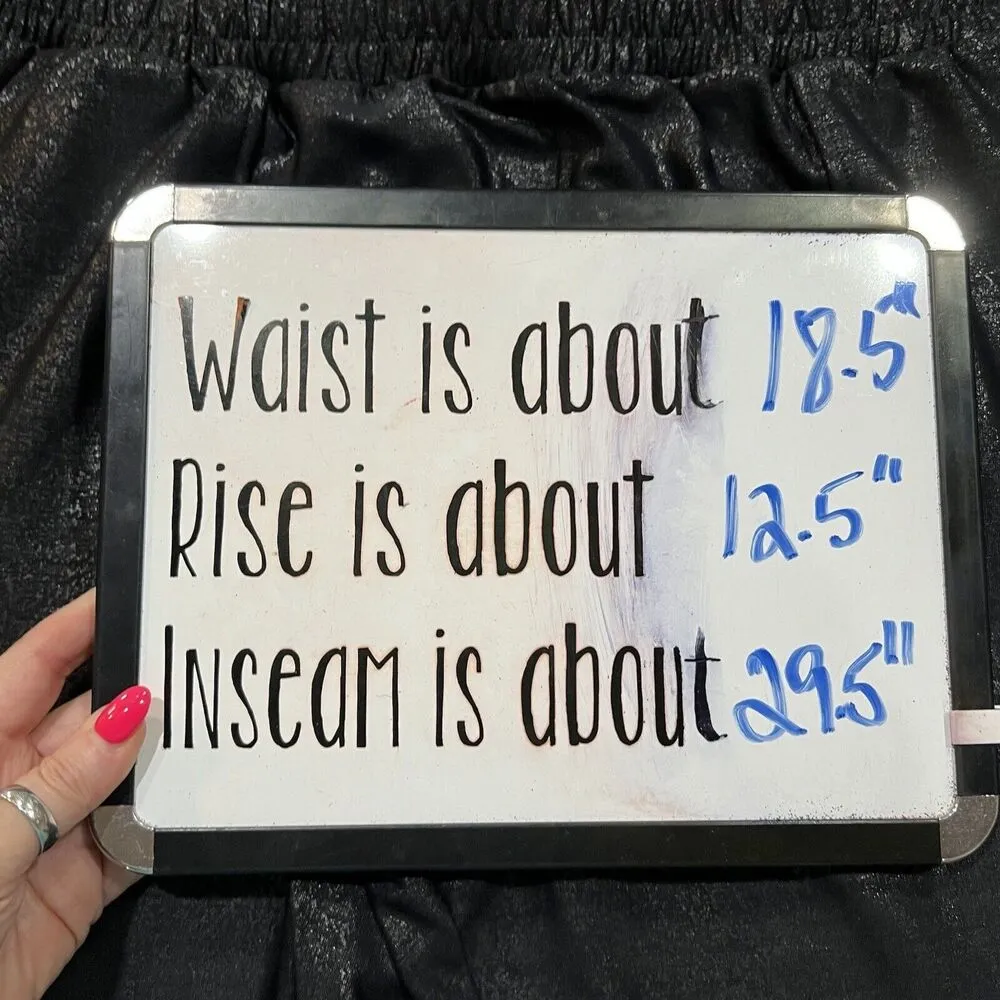 Waist is about 18.5"
Rise is about 12.5"
Inseam is about 29.5"